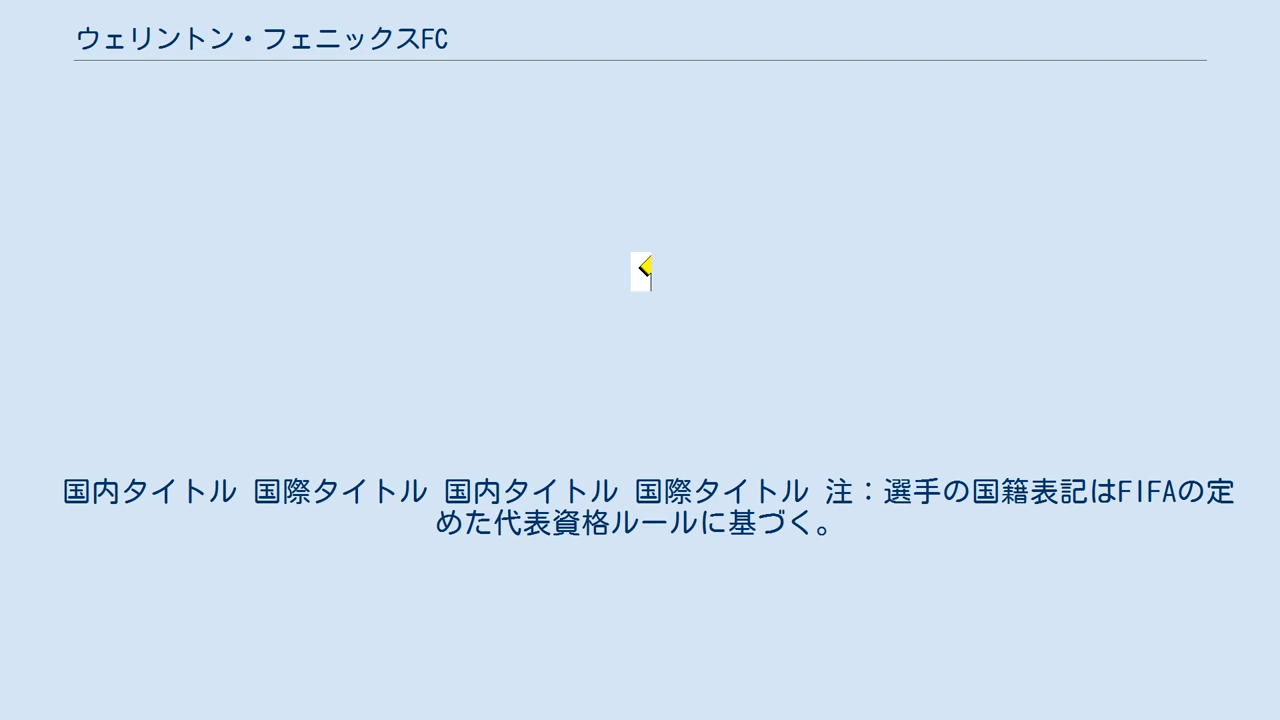 ウェリントン・フェニックスFC
国内タイトル 国際タイトル 国内タイトル 国際タイトル 注：選手の国籍表記はFIFAの定
めた代表資格ルールに基づく。